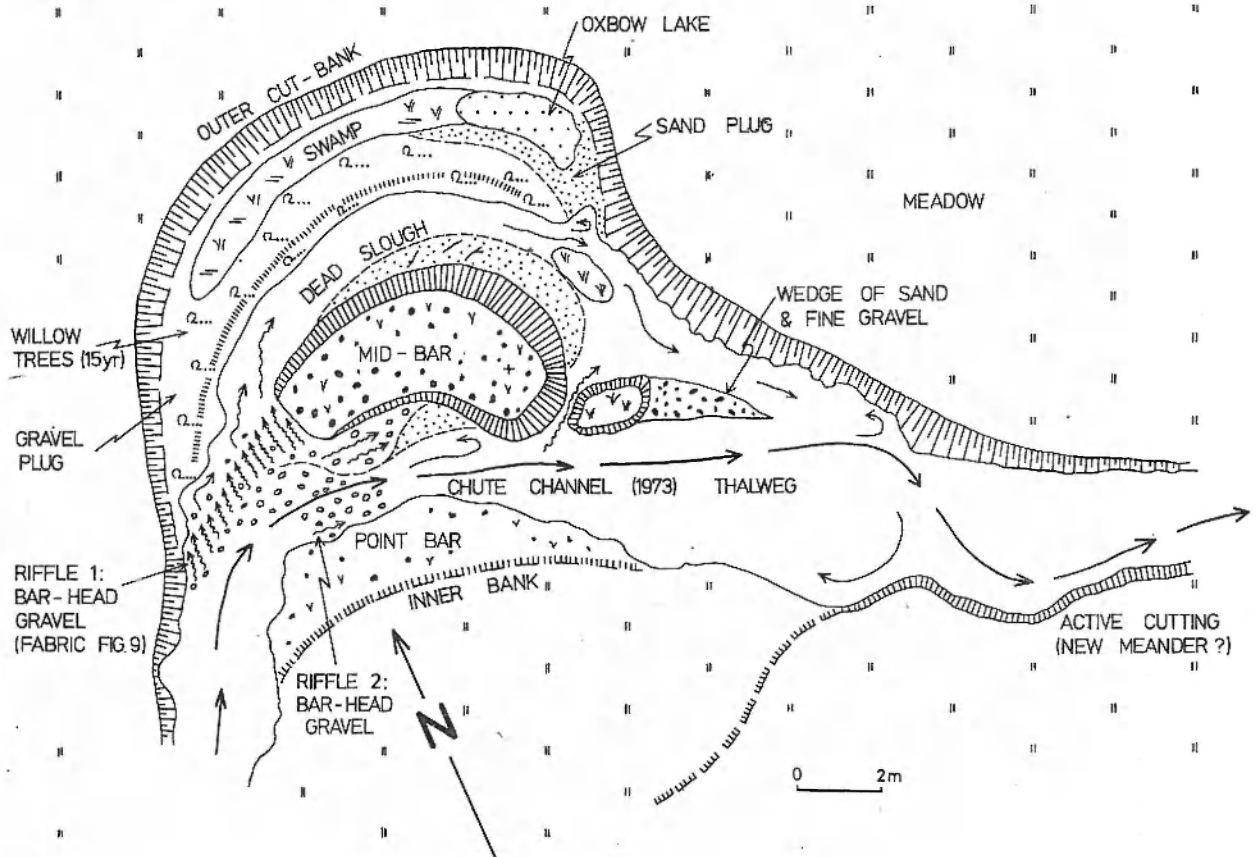 OXBOW LAKE
OUTER CUT-BANK
SWAMP
SAND PLUG
MEADOW
DEAD SLOUGH
WEDGE OF SAND
& FINE GRAVEL
WILLOW
TREES (15yr)
MID-BAR
GRAVEL
PLUG
CHUTE CHANNEL (1973) THALWEG
POINT BAR
RIFFLE 1:
BAR-HEAD
GRAVEL
(FABRIC FIG. 9)
INNER BANK
ACTIVE CUTTING
(NEW MEANDER ?)
RIFFLE 2:
BAR-HEAD
GRAVEL
N
0 2m